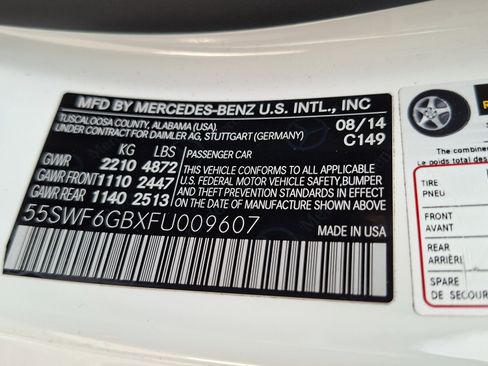 MFD BY MERCEDES-BENZ U.S. INTL., INC
TUSCALOOSA COUNTY, ALABAMA (USA).
UNDER CONTRACT FOR DAIMLER AG, STUTTGART (GERMANY)
08/14
C149
KG LBS
GVWR 2210 4872
GAWR FRONT 1110 2447
GAWR REAR 1140 2513
PASSENGER CAR
THIS VEHICLE CONFORMS TO ALL APPLICABLE
U.S. FEDERAL MOTOR VEHICLE SAFETY, BUMPER,
AND THEFT PREVENTION STANDARDS IN EFFECT
ON THE DATE OF MANUFACTURE SHOWN ABOVE.
55SWF6GBXFU009607
MADE IN USA
The combine
Le poids total des
TIRE
PNEU
FRONT
AVANT
REAR
ARRIÈRE
SPARE
DE SECOUR